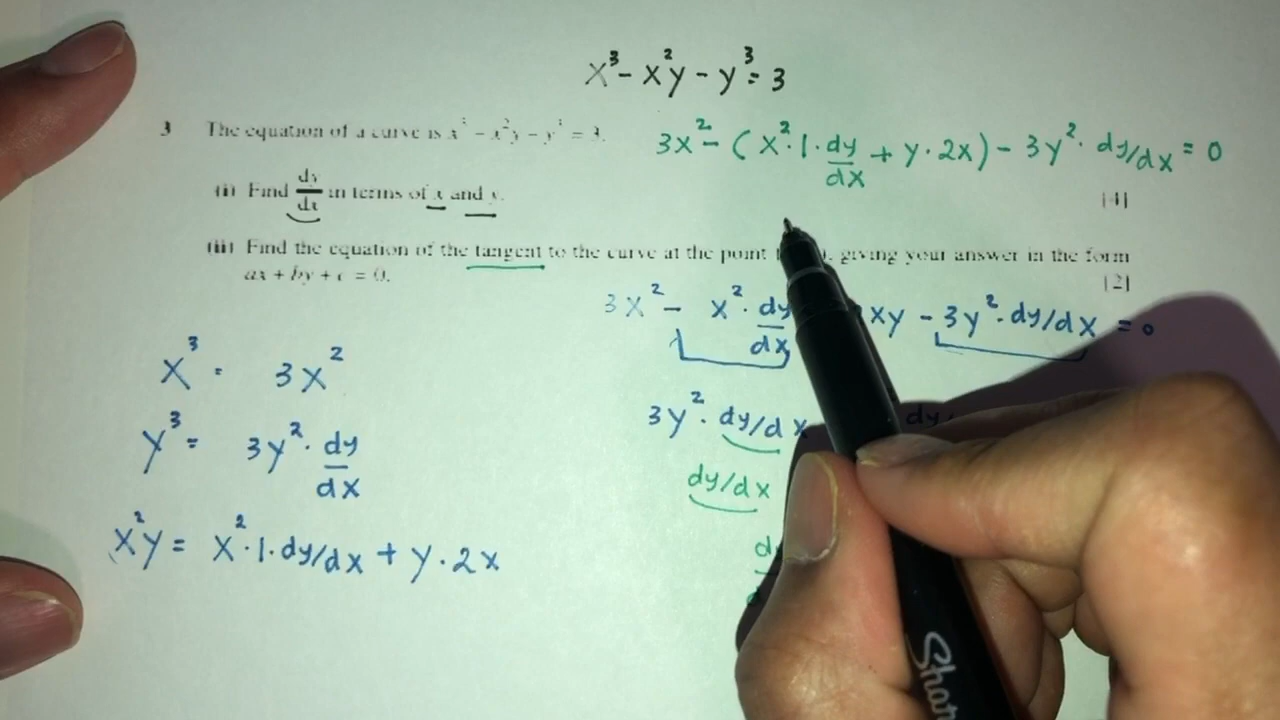 x³ - x²y - y³ = 3
3 The equation of a curve is x³ − x²y − y³ = 3.
3x² - (x²·1·dy/dx + y·2x) - 3y²·dy/dx = 0
(i) Find dy/dx in terms of x and y. [4]
(ii) Find the equation of the tangent to the curve at the point giving your answer in the form
ax + by + c = 0. [2]
3x² - x²·dy/dx xy - 3y²·dy/dx = 0
x³ = 3x²
3y²·dy/dx dy
y³ = 3y²·dy/dx
dy/dx
x²y = x²·1·dy/dx + y·2x
Shar